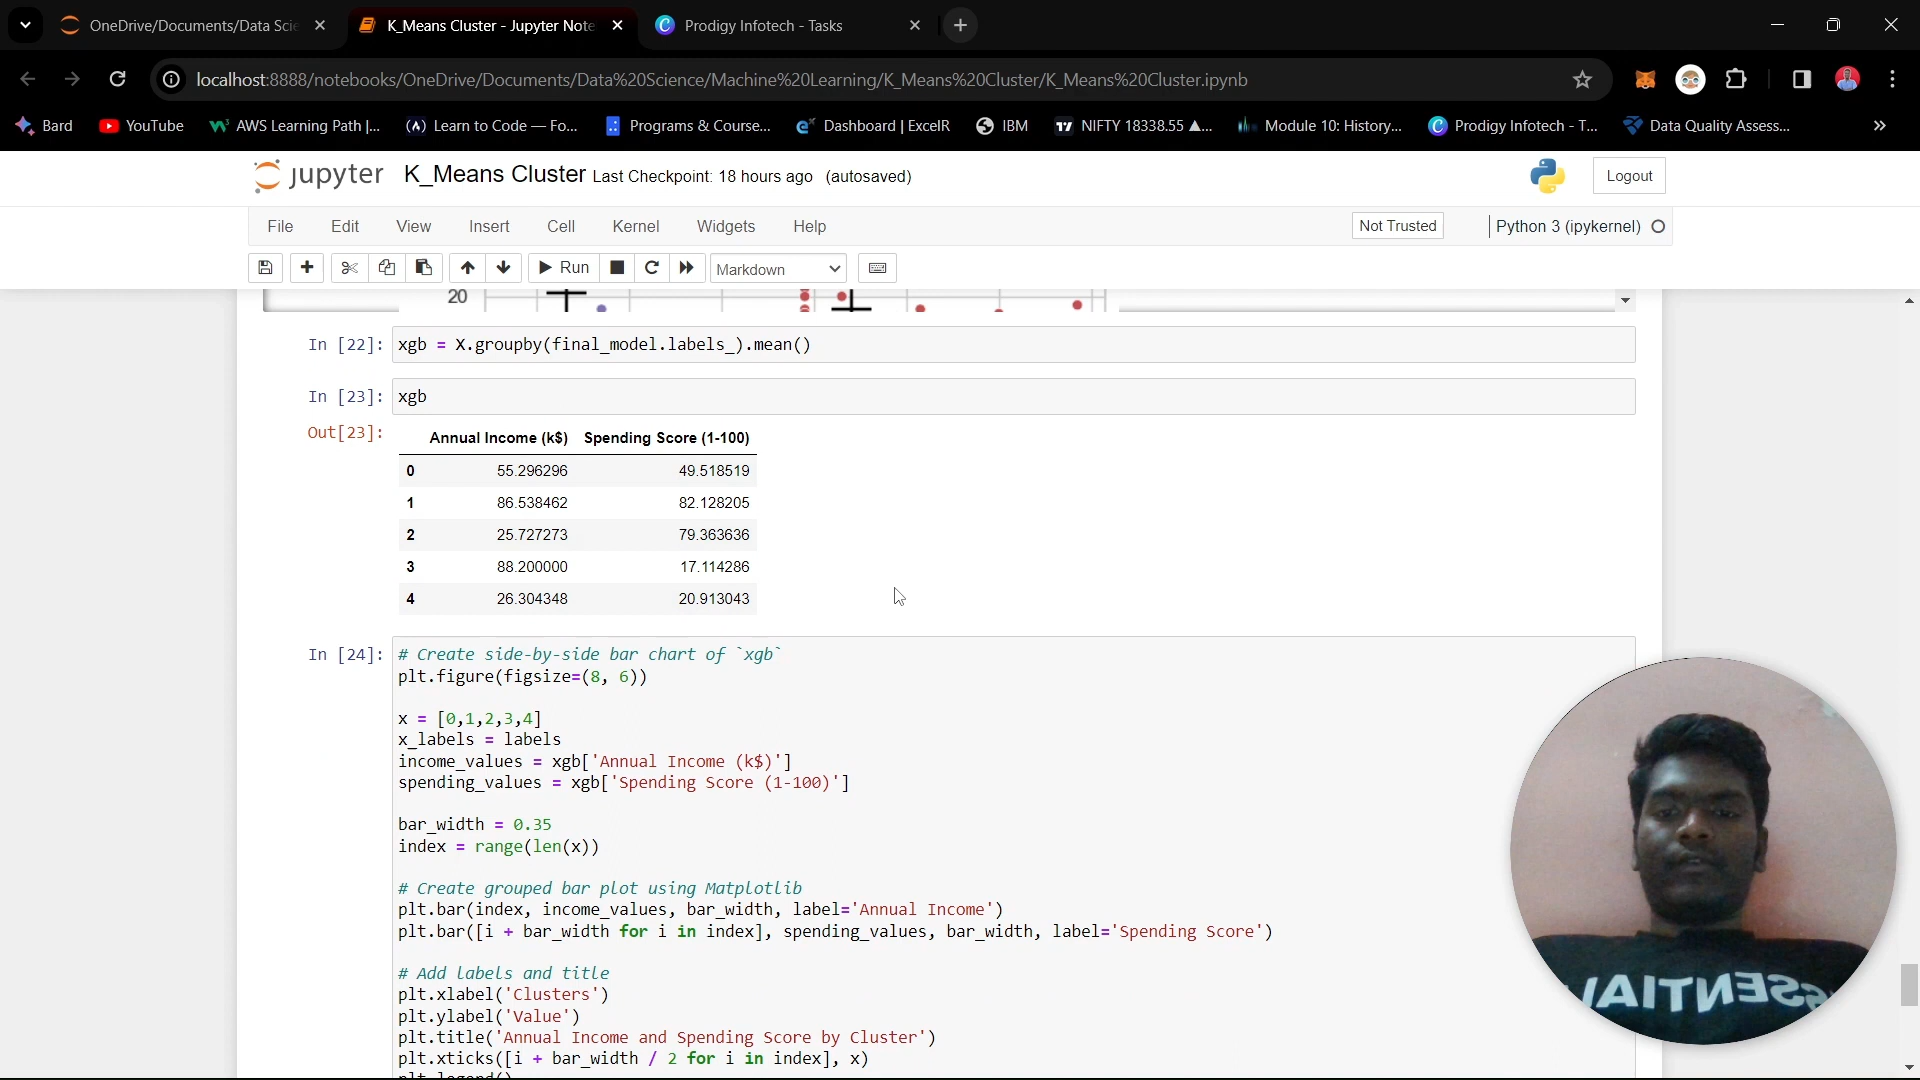 OneDrive/Documents/Data Scie
K_Means Cluster - Jupyter Note
Prodigy Infotech - Tasks
localhost:8888/notebooks/OneDrive/Documents/Data%20Science/Machine%20Learning/K_Means%20Cluster/K_Means%20Cluster.ipynb
Bard
YouTube
AWS Learning Path |...
Learn to Code — Fo...
Programs & Course...
Dashboard | ExcelR
IBM
NIFTY 18338.55 ▲...
Module 10: History...
Prodigy Infotech - T...
Data Quality Assess...
jupyter K_Means Cluster Last Checkpoint: 18 hours ago (autosaved)
Logout
File Edit View Insert Cell Kernel Widgets Help
Not Trusted
Python 3 (ipykernel)
Run
Markdown
20
In [22]: xgb = X.groupby(final_model.labels_).mean()
In [23]: xgb
Out[23]:
Annual Income (k$) Spending Score (1-100)
0 55.296296 49.518519
1 86.538462 82.128205
2 25.727273 79.363636
3 88.200000 17.114286
4 26.304348 20.913043
In [24]: # Create side-by-side bar chart of `xgb`
plt.figure(figsize=(8, 6))
x = [0,1,2,3,4]
x_labels = labels
income_values = xgb['Annual Income (k$)']
spending_values = xgb['Spending Score (1-100)']
bar_width = 0.35
index = range(len(x))
# Create grouped bar plot using Matplotlib
plt.bar(index, income_values, bar_width, label='Annual Income')
plt.bar([i + bar_width for i in index], spending_values, bar_width, label='Spending Score')
# Add labels and title
plt.xlabel('Clusters')
plt.ylabel('Value')
plt.title('Annual Income and Spending Score by Cluster')
plt.xticks([i + bar_width / 2 for i in index], x)
plt.legend()